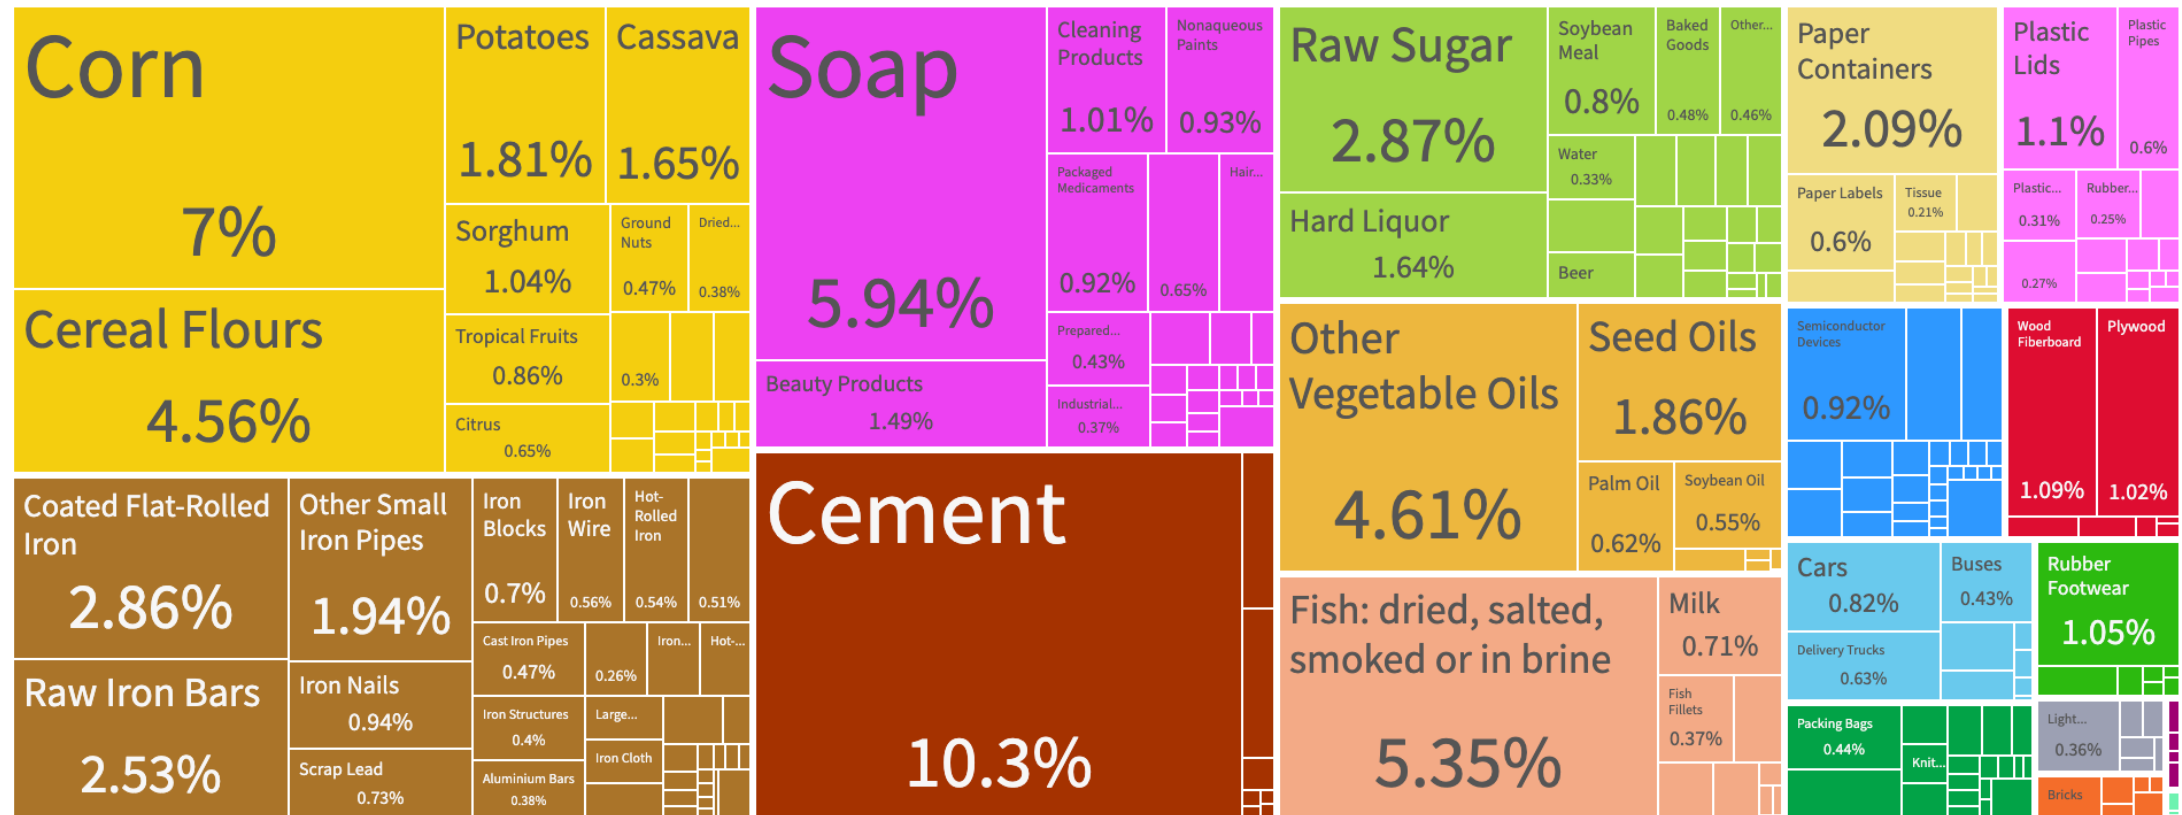 Corn
7%
Cereal Flours
4.56%
Potatoes
1.81%
Cassava
1.65%
Sorghum
1.04%
Ground
Nuts
0.47%
Dried...
0.38%
Tropical Fruits
0.86%
0.3%
Citrus
0.65%
Coated Flat-Rolled
Iron
2.86%
Raw Iron Bars
2.53%
Other Small
Iron Pipes
1.94%
Iron Nails
0.94%
Scrap Lead
0.73%
Iron
Blocks
0.7%
Iron
Wire
0.56%
Hot-
Rolled
Iron
0.54%
0.51%
Cast Iron Pipes
0.47%
0.26%
Iron...
Hot-...
Iron Structures
0.4%
Large...
Iron Cloth
Aluminium Bars
0.38%
Soap
5.94%
Beauty Products
1.49%
Cleaning
Products
1.01%
Nonaqueous
Paints
0.93%
Packaged
Medicaments
0.92%
0.65%
Hair...
Prepared...
0.43%
Industrial...
0.37%
Cement
10.3%
Raw Sugar
2.87%
Hard Liquor
1.64%
Soybean
Meal
0.8%
Baked
Goods
0.48%
Other...
0.46%
Water
0.33%
Beer
Other
Vegetable Oils
4.61%
Seed Oils
1.86%
Palm Oil
0.62%
Soybean Oil
0.55%
Fish: dried, salted,
smoked or in brine
5.35%
Milk
0.71%
Fish
Fillets
0.37%
Paper
Containers
2.09%
Paper Labels
0.6%
Tissue
0.21%
Plastic
Lids
1.1%
Plastic
Pipes
0.6%
Plastic...
0.31%
Rubber...
0.25%
0.27%
Semiconductor
Devices
0.92%
Wood
Fiberboard
1.09%
Plywood
1.02%
Cars
0.82%
Buses
0.43%
Delivery Trucks
0.63%
Rubber
Footwear
1.05%
Packing Bags
0.44%
Knit...
Light...
0.36%
Bricks